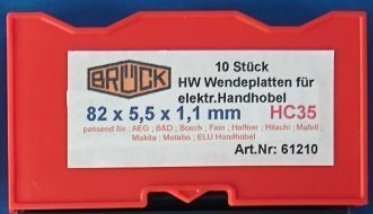 BRÜCK
10 Stück
HW Wendeplatten für
elektr.Handhobel
82 x 5,5 x 1,1 mm HC35
passend für : AEG ; B&D ; Bosch ; Fein ; Haffner ; Hitachi ; Mafell ;
Makita ; Metabo ; ELU Handhobel
Art.Nr: 61210